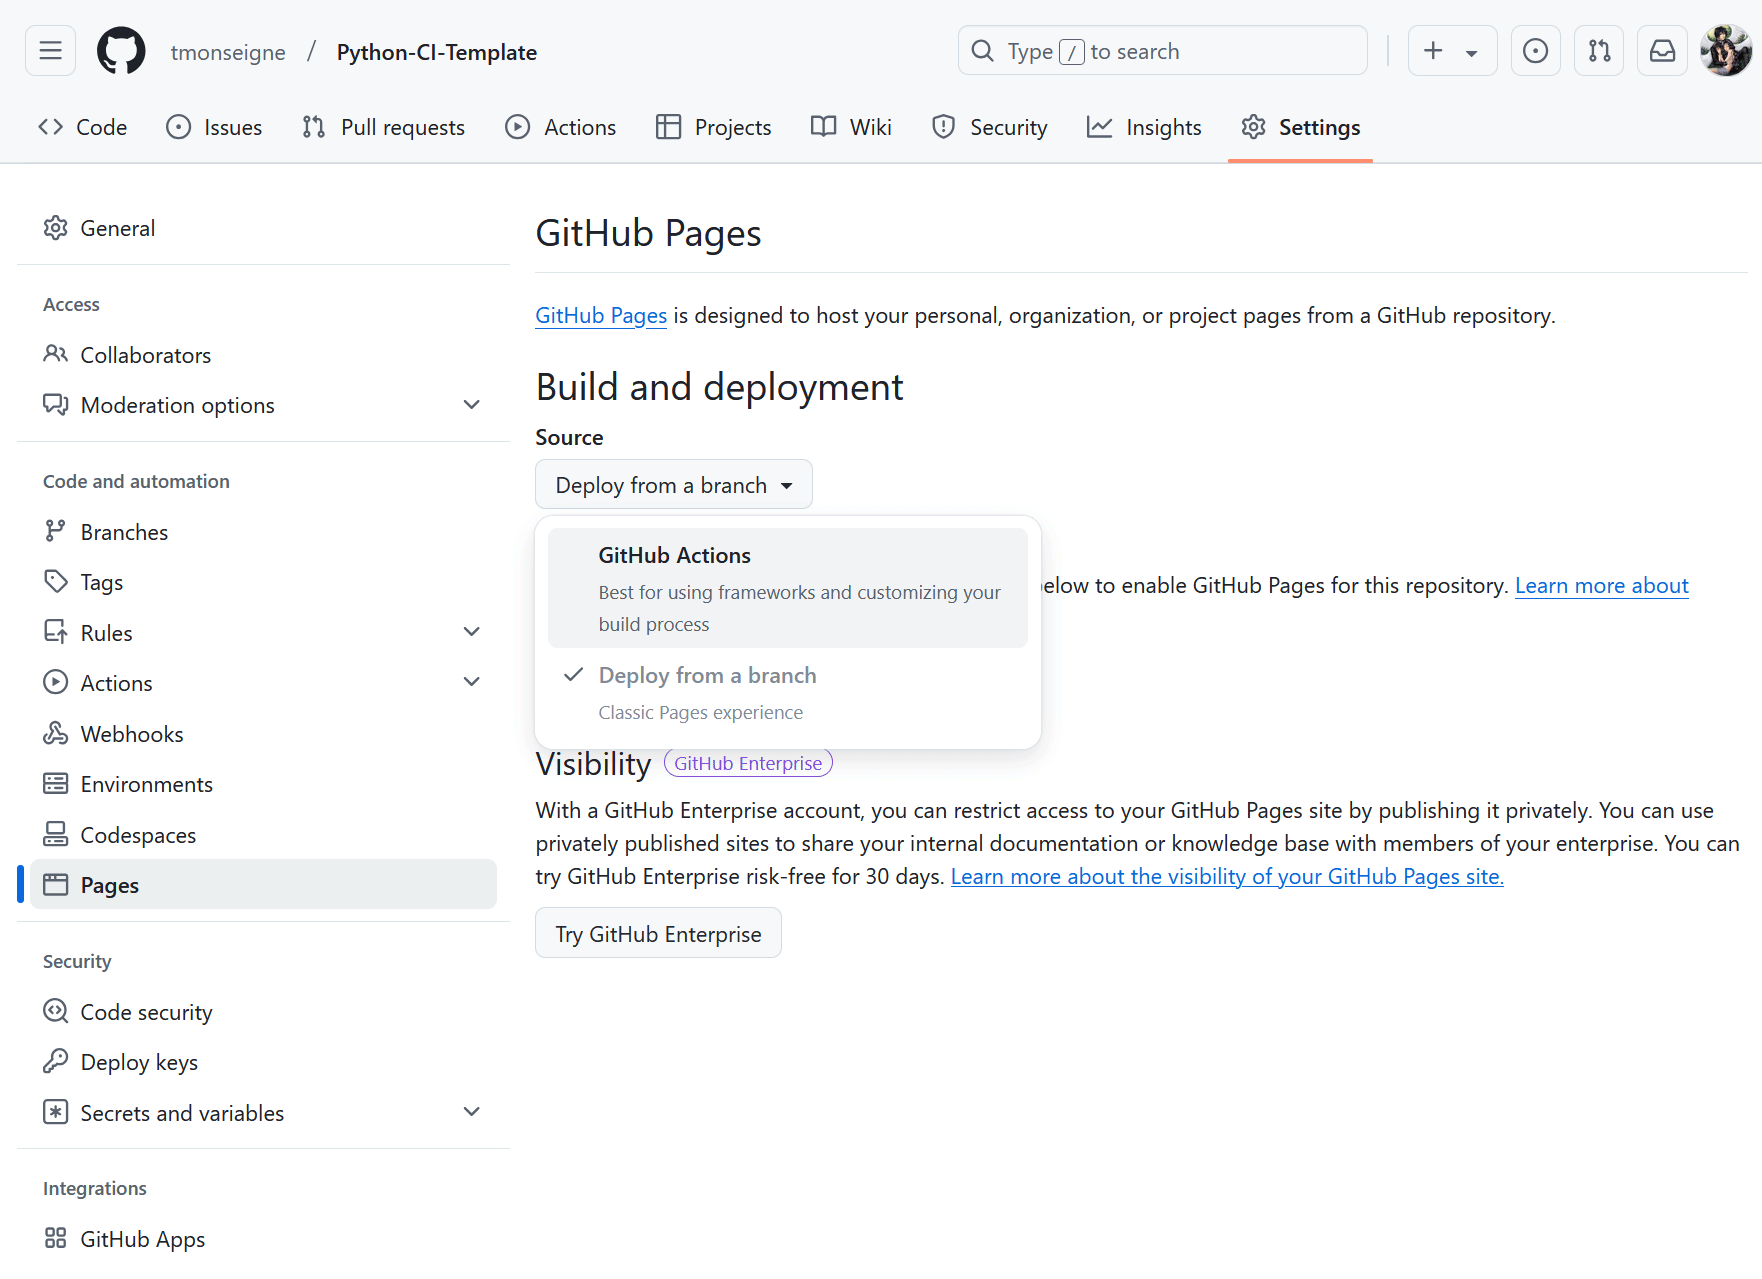 tmonseigne / Python-CI-Template
Type / to search
Code
Issues
Pull requests
Actions
Projects
Wiki
Security
Insights
Settings
General
Access
Collaborators
Moderation options
Code and automation
Branches
Tags
Rules
Actions
Webhooks
Environments
Codespaces
Pages
Security
Code security
Deploy keys
Secrets and variables
Integrations
GitHub Apps
GitHub Pages
GitHub Pages is designed to host your personal, organization, or project pages from a GitHub repository.
Build and deployment
Source
Deploy from a branch
GitHub Actions
Best for using frameworks and customizing your
build process
Deploy from a branch
Classic Pages experience
elow to enable GitHub Pages for this repository. Learn more about
Visibility GitHub Enterprise
With a GitHub Enterprise account, you can restrict access to your GitHub Pages site by publishing it privately. You can use
privately published sites to share your internal documentation or knowledge base with members of your enterprise. You can
try GitHub Enterprise risk-free for 30 days. Learn more about the visibility of your GitHub Pages site.
Try GitHub Enterprise